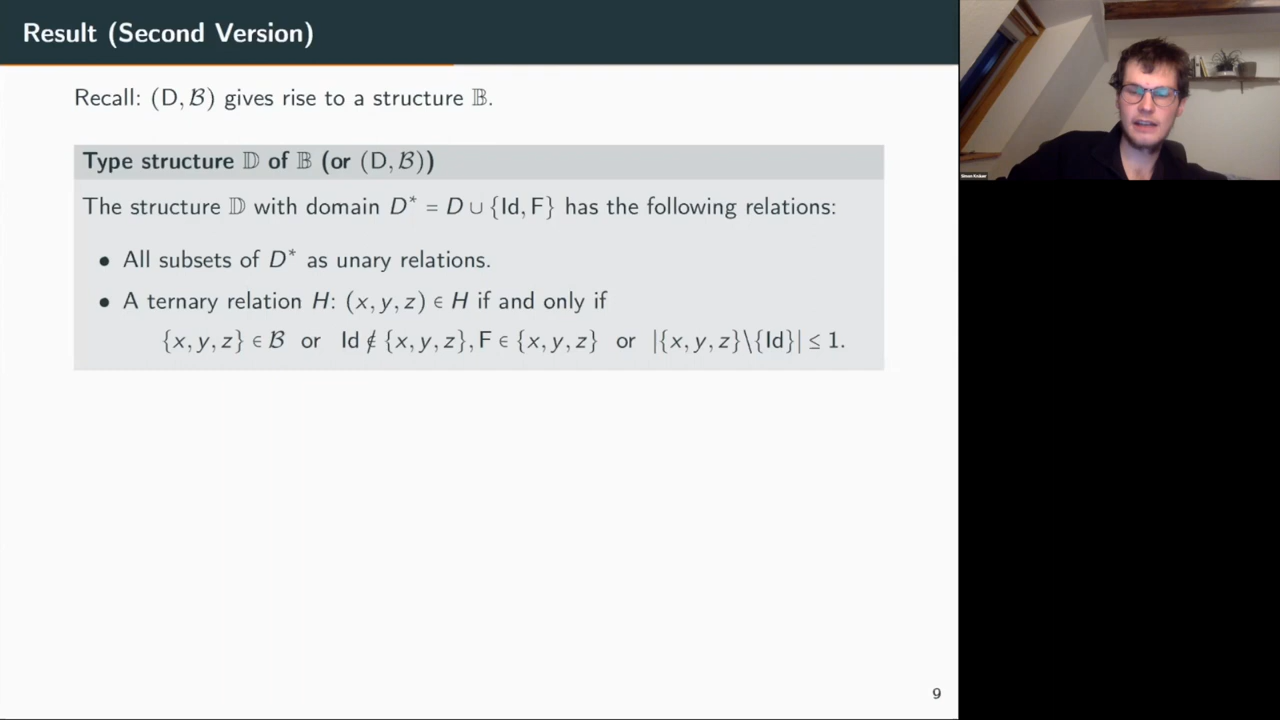 Result (Second Version)
Recall: (D, ℬ) gives rise to a structure 𝔹.
Type structure 𝔻 of 𝔹 (or (D, ℬ))
The structure 𝔻 with domain D* = D ∪ {Id, F} has the following relations:
• All subsets of D* as unary relations.
• A ternary relation H: (x, y, z) ∈ H if and only if
{x, y, z} ∈ ℬ or Id ∉ {x, y, z}, F ∈ {x, y, z} or |{x, y, z}\{Id}| ≤ 1.
9